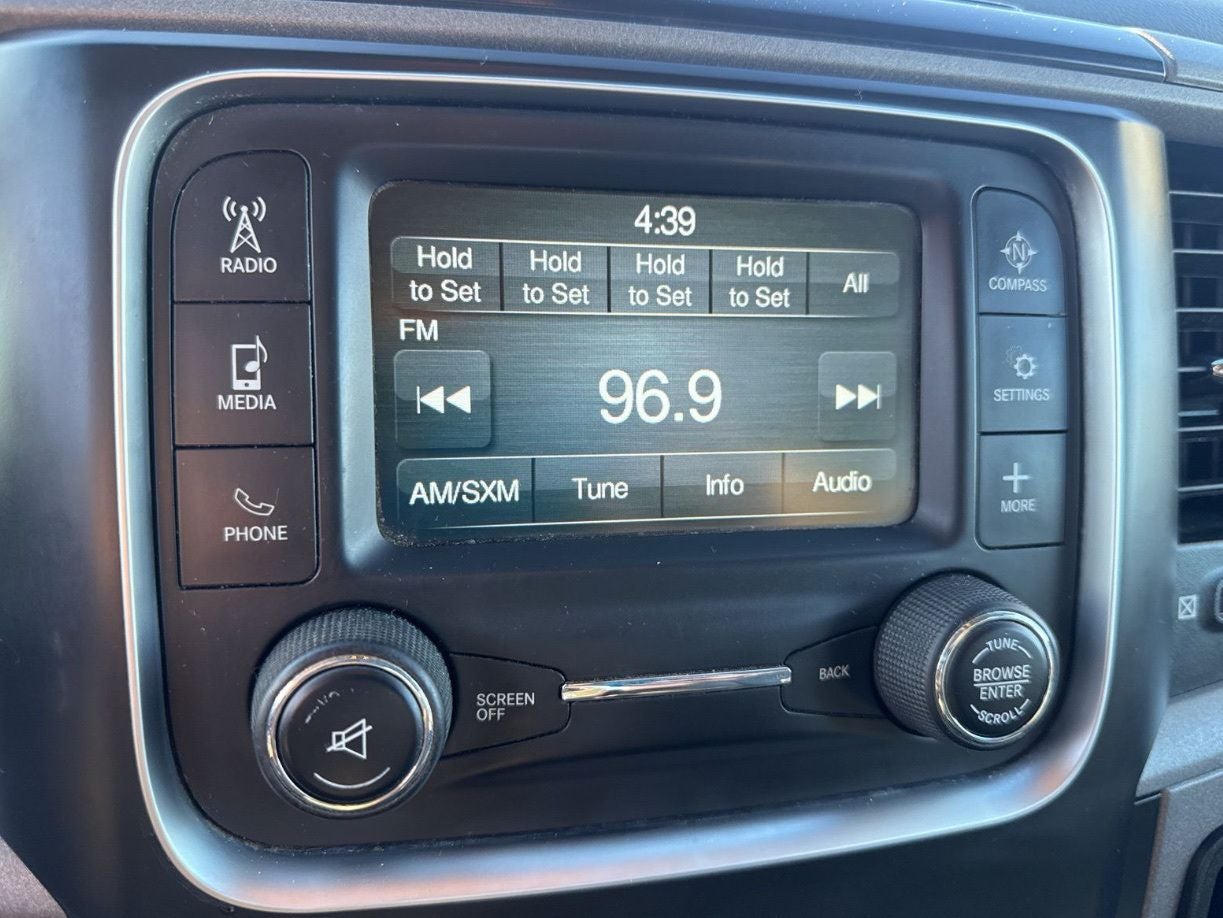 4:39
Hold
to Set
Hold
to Set
Hold
to Set
Hold
to Set
All
FM
96.9
AM/SXM
Tune
Info
Audio
RADIO
MEDIA
PHONE
N
COMPASS
SETTINGS
MORE
SCREEN
OFF
BACK
TUNE
BROWSE
ENTER
SCROLL